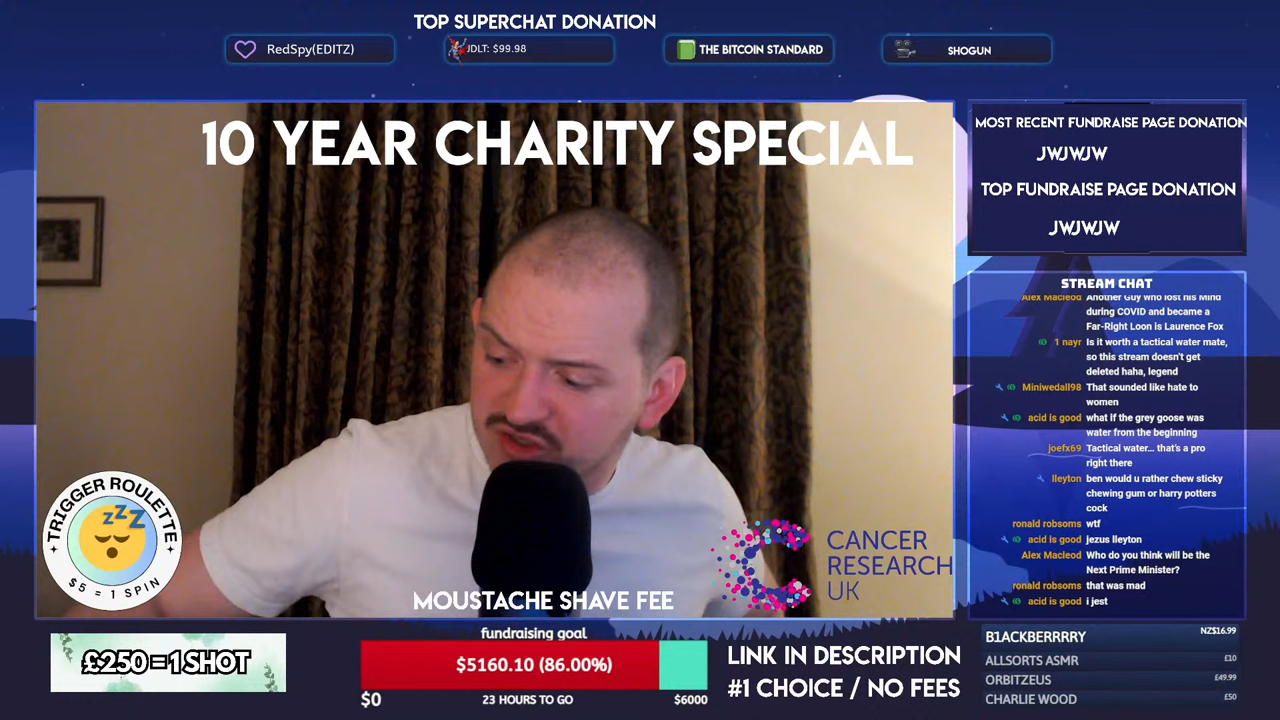 TOP SUPERCHAT DONATION
RedSpy(EDITZ)
JDLT: $99.98
THE BITCOIN STANDARD
SHOGUN
10 YEAR CHARITY SPECIAL
MOST RECENT FUNDRAISE PAGE DONATION
JWJWJW
TOP FUNDRAISE PAGE DONATION
JWJWJW
STREAM CHAT
Alex Macleod Another Guy who lost his Mind
during COVID and became a
Far-Right Loon is Laurence Fox
1 nayr Is it worth a tactical water mate,
so this stream doesn't get
deleted haha, legend
Miniwedall98 That sounded like hate to
women
acid is good what if the grey goose was
water from the beginning
joefx69 Tactical water... that's a pro
right there
lleyton ben would u rather chew sticky
chewing gum or harry potters
cock
ronald robsoms wtf
acid is good jezus lleyton
Alex Macleod Who do you think will be the
Next Prime Minister?
ronald robsoms that was mad
acid is good i jest
TRIGGER ROULETTE
zzz
$5 = 1 SPIN
CANCER
RESEARCH
UK
MOUSTACHE SHAVE FEE
£250 = 1 SHOT
fundraising goal
$5160.10 (86.00%)
$0
23 HOURS TO GO
$6000
LINK IN DESCRIPTION
#1 CHOICE / NO FEES
B1ACKBERRRRY NZ$16.99
ALLSORTS ASMR £10
ORBITZEUS £49.99
CHARLIE WOOD £50